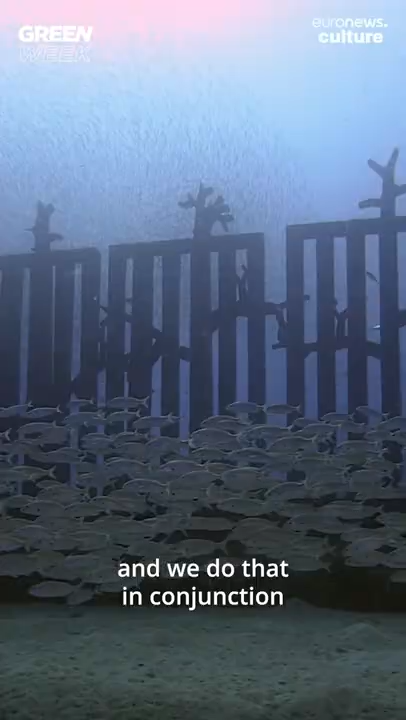 GREEN
WEEK
euronews.
culture
and we do that
in conjunction